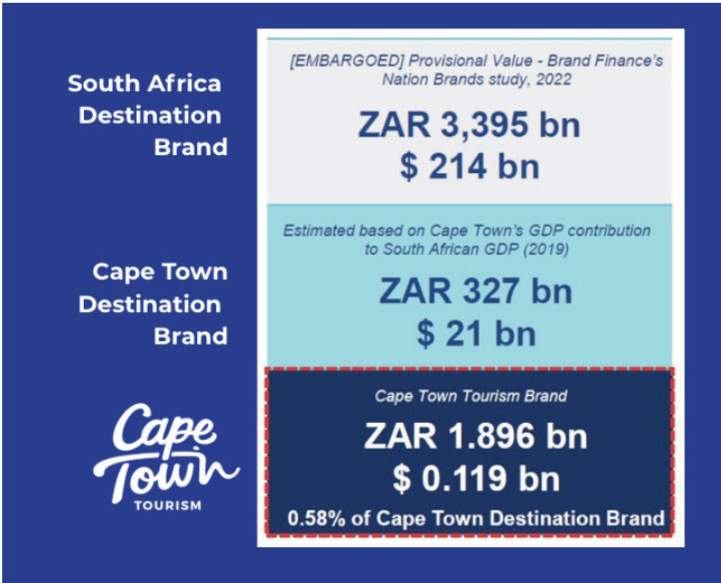 South Africa
Destination
Brand
[EMBARGOED] Provisional Value - Brand Finance's
Nation Brands study, 2022
ZAR 3,395 bn
$ 214 bn
Cape Town
Destination
Brand
Estimated based on Cape Town's GDP contribution
to South African GDP (2019)
ZAR 327 bn
$ 21 bn
Cape
Town
TOURISM
Cape Town Tourism Brand
ZAR 1.896 bn
$ 0.119 bn
0.58% of Cape Town Destination Brand